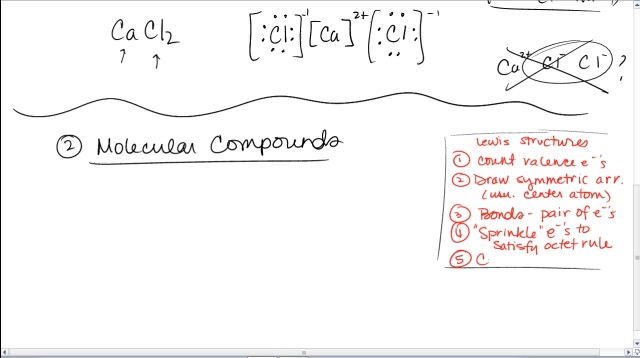 CaCl2 [:Cl:]-1 [Ca]2+ [:Cl:]-1
Ca2+ Cl- Cl- ?
② Molecular Compounds
Lewis structures
① count valence e-'s
② Draw symmetric arr.
(usu. center atom)
③ Bonds - pair of e-'s
④ "Sprinkle" e-'s to
satisfy octet rule
⑤ C